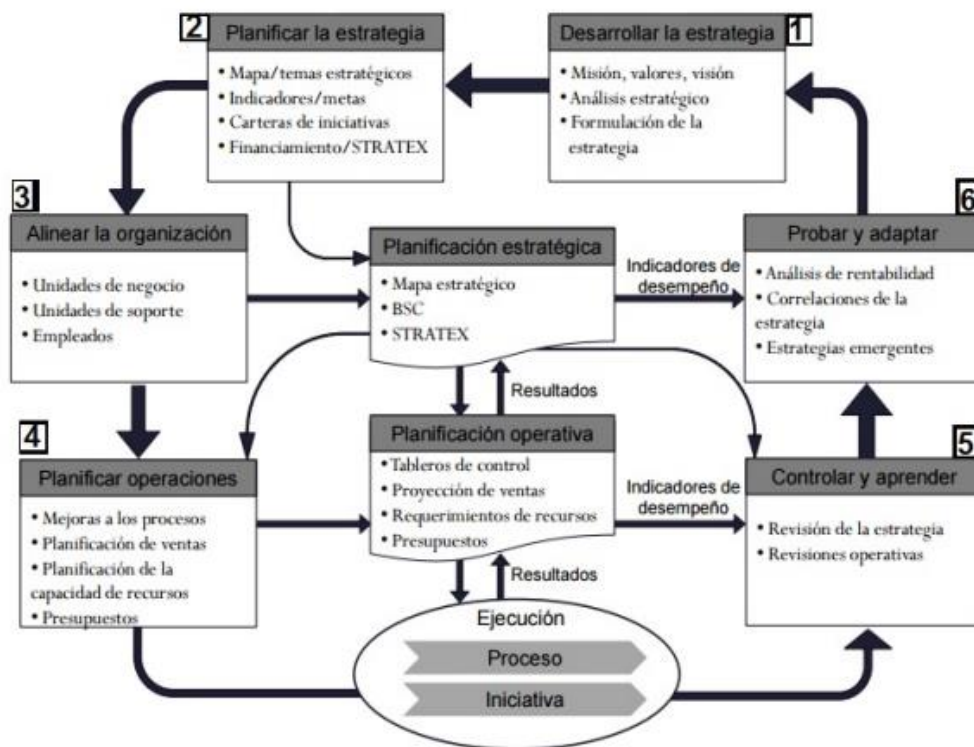 1
Desarrollar la estrategia
• Misión, valores, visión
• Análisis estratégico
• Formulación de la
estrategia
2
Planificar la estrategia
• Mapa/temas estratégicos
• Indicadores/metas
• Carteras de iniciativas
• Financiamiento/STRATEX
3
Alinear la organización
• Unidades de negocio
• Unidades de soporte
• Empleados
Planificación estratégica
• Mapa estratégico
• BSC
• STRATEX
Indicadores de
desempeño
6
Probar y adaptar
• Análisis de rentabilidad
• Correlaciones de la
estrategia
• Estrategias emergentes
Resultados
4
Planificar operaciones
• Mejoras a los procesos
• Planificación de ventas
• Planificación de la
capacidad de recursos
• Presupuestos
Planificación operativa
• Tableros de control
• Proyección de ventas
• Requerimientos de recursos
• Presupuestos
Indicadores de
desempeño
5
Controlar y aprender
• Revisión de la estrategia
• Revisiones operativas
Resultados
Ejecución
Proceso
Iniciativa